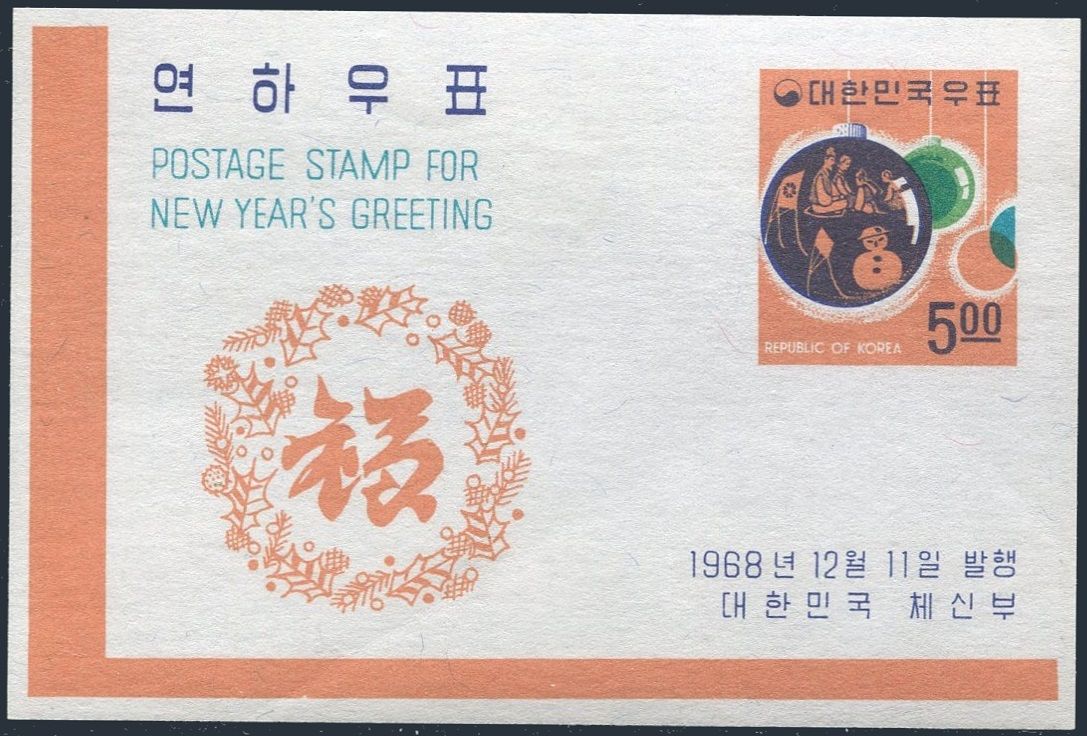 연하우표
POSTAGE STAMP FOR
NEW YEAR'S GREETING
福
대한민국우표
REPUBLIC OF KOREA
500
1968년 12월 11일 발행
대한민국 체신부